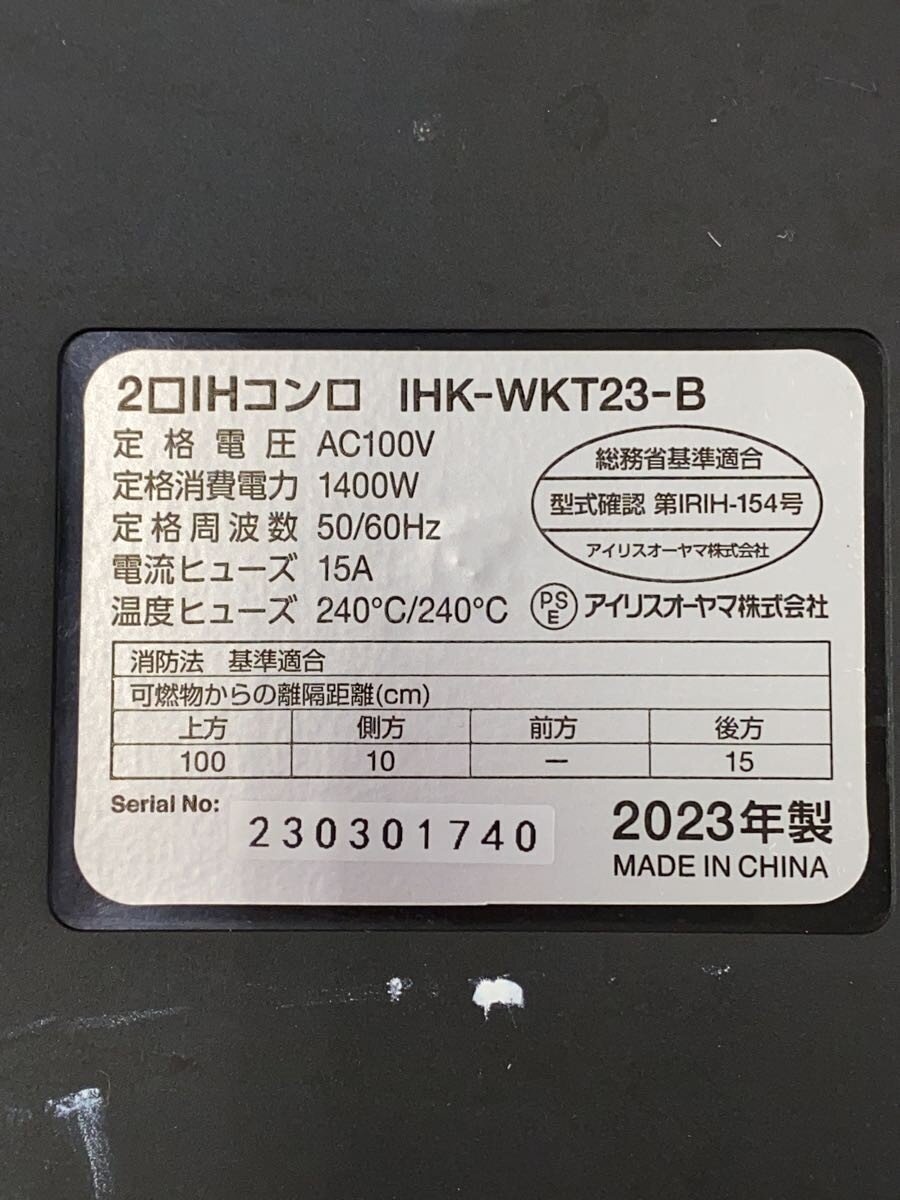 2口IHコンロ IHK-WKT23-B
定格電圧 AC100V
定格消費電力 1400W
定格周波数 50/60Hz
電流ヒューズ 15A
温度ヒューズ 240℃/240℃
総務省基準適合
型式確認 第IRIH-154号
アイリスオーヤマ株式会社
PSE アイリスオーヤマ株式会社
消防法 基準適合
可燃物からの離隔距離(cm)
上方 側方 前方 後方
100 10 ー 15
Serial No: 230301740
2023年製
MADE IN CHINA